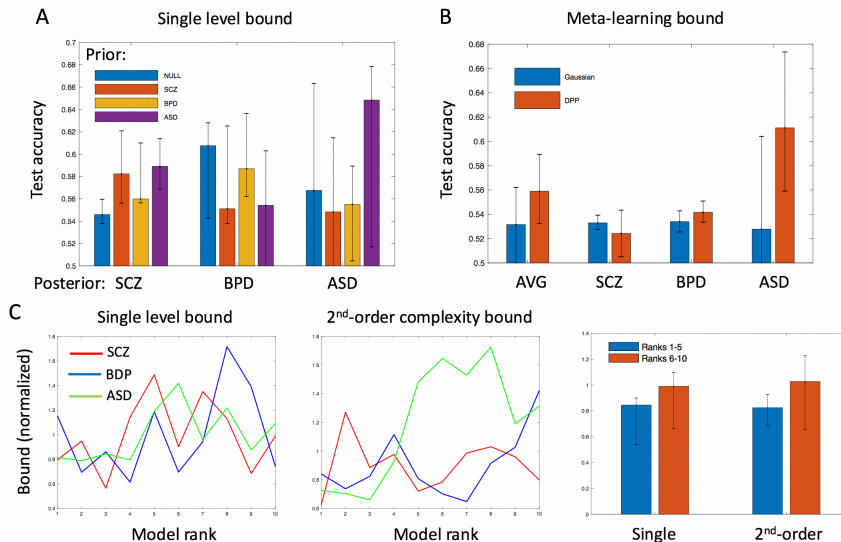 A
Single level bound
Prior:
NULL
SCZ
BPD
ASD
Test accuracy
0.7
0.68
0.66
0.64
0.62
0.6
0.58
0.56
0.54
0.52
0.5
Posterior: SCZ BPD ASD
B
Meta-learning bound
Gaussian
DPP
Test accuracy
0.68
0.66
0.64
0.62
0.6
0.58
0.56
0.54
0.52
0.5
AVG SCZ BPD ASD
C
Single level bound
SCZ
BDP
ASD
Bound (normalized)
1.8
1.6
1.4
1.2
1
0.8
0.6
0.4
1 2 3 4 5 6 7 8 9 10
Model rank
2nd-order complexity bound
1.8
1.6
1.4
1.2
1
0.8
0.6
1 2 3 4 5 6 7 8 9 10
Model rank
Ranks 1-5
Ranks 6-10
1.4
1.2
1
0.8
0.6
0.4
0.2
0
Single 2nd-order